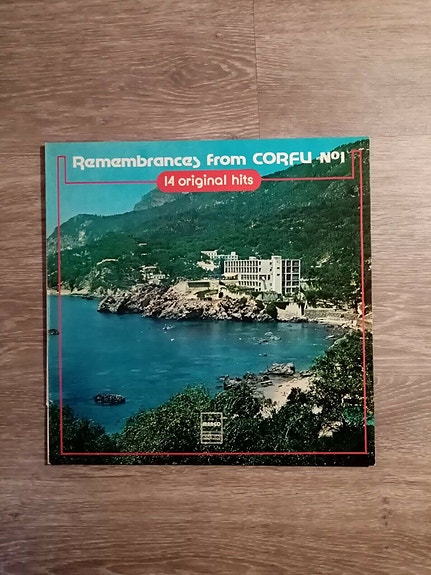 Remembrances from CORFU Nº1
14 original hits